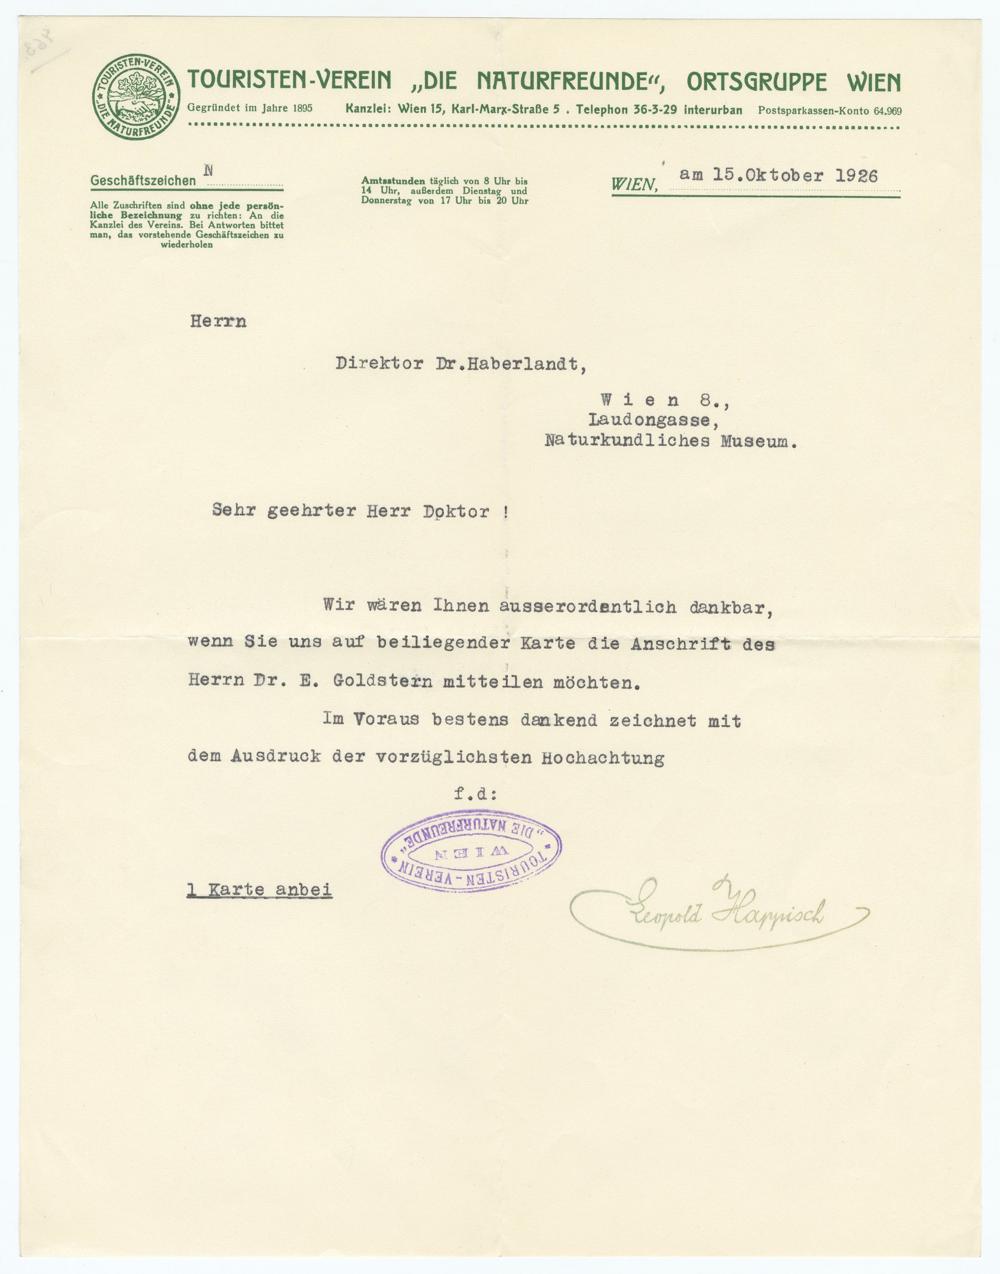 TOURISTEN-VEREIN
„DIE NATURFREUNDE“
TOURISTEN-VEREIN „DIE NATURFREUNDE“, ORTSGRUPPE WIEN
Gegründet im Jahre 1895 Kanzlei: Wien 15, Karl-Marx-Straße 5 . Telephon 36-3-29 interurban Postsparkassen-Konto 64.969
Geschäftszeichen N
Alle Zuschriften sind ohne jede persön-
liche Bezeichnung zu richten: An die
Kanzlei des Vereins. Bei Antworten bittet
man, das vorstehende Geschäftszeichen zu
wiederholen
Amtsstunden täglich von 8 Uhr bis
14 Uhr, außerdem Dienstag und
Donnerstag von 17 Uhr bis 20 Uhr
WIEN, am 15.Oktober 1926
Herrn
Direktor Dr.Haberlandt,
W i e n 8.,
Laudongasse,
Naturkundliches Museum.
Sehr geehrter Herr Doktor !
Wir wären Ihnen ausserordentlich dankbar,
wenn Sie uns auf beiliegender Karte die Anschrift des
Herrn Dr. E. Goldstern mitteilen möchten.
Im Voraus bestens dankend zeichnet mit
dem Ausdruck der vorzüglichsten Hochachtung
f.d:
TOURISTEN-VEREIN
WIEN
„DIE NATURFREUNDE“
1 Karte anbei
Leopold Happisch